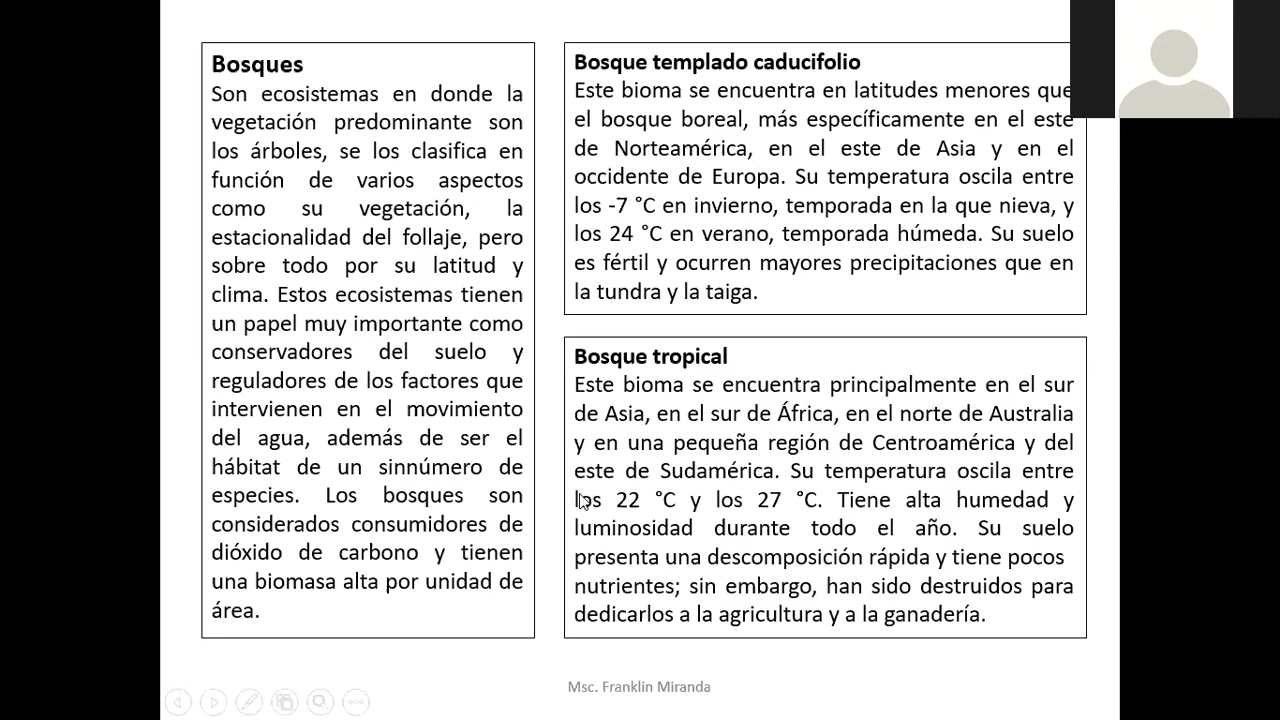 Bosques
Son ecosistemas en donde la
vegetación predominante son
los árboles, se los clasifica en
función de varios aspectos
como su vegetación, la
estacionalidad del follaje, pero
sobre todo por su latitud y
clima. Estos ecosistemas tienen
un papel muy importante como
conservadores del suelo y
reguladores de los factores que
intervienen en el movimiento
del agua, además de ser el
hábitat de un sinnúmero de
especies. Los bosques son
considerados consumidores de
dióxido de carbono y tienen
una biomasa alta por unidad de
área.
Bosque templado caducifolio
Este bioma se encuentra en latitudes menores que
el bosque boreal, más específicamente en el este
de Norteamérica, en el este de Asia y en el
occidente de Europa. Su temperatura oscila entre
los -7 °C en invierno, temporada en la que nieva, y
los 24 °C en verano, temporada húmeda. Su suelo
es fértil y ocurren mayores precipitaciones que en
la tundra y la taiga.
Bosque tropical
Este bioma se encuentra principalmente en el sur
de Asia, en el sur de África, en el norte de Australia
y en una pequeña región de Centroamérica y del
este de Sudamérica. Su temperatura oscila entre
los 22 °C y los 27 °C. Tiene alta humedad y
luminosidad durante todo el año. Su suelo
presenta una descomposición rápida y tiene pocos
nutrientes; sin embargo, han sido destruidos para
dedicarlos a la agricultura y a la ganadería.
Msc. Franklin Miranda